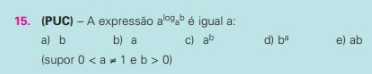 15. (PUC) – A expressão a^log_a b é igual a:
a) b b) a c) a^b d) b^a e) ab
(supor 0 < a ≠ 1 e b > 0)